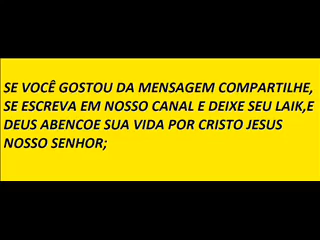 SE VOCÊ GOSTOU DA MENSAGEM COMPARTILHE,
SE ESCREVA EM NOSSO CANAL E DEIXE SEU LAIK,E
DEUS ABENCOE SUA VIDA POR CRISTO JESUS
NOSSO SENHOR;